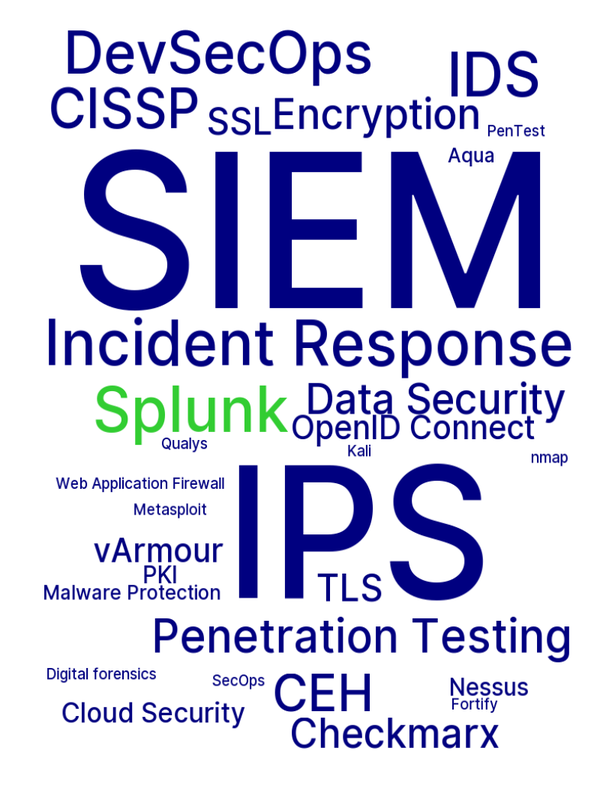 DevSecOps
IDS
CISSP
SSL
Encryption
PenTest
Aqua
SIEM
Incident Response
Splunk
Data Security
OpenID Connect
Qualys
Kali
nmap
Web Application Firewall
IPS
Metasploit
vArmour
PKI
TLS
Malware Protection
Penetration Testing
Digital forensics
SecOps
CEH
Nessus
Fortify
Cloud Security
Checkmarx